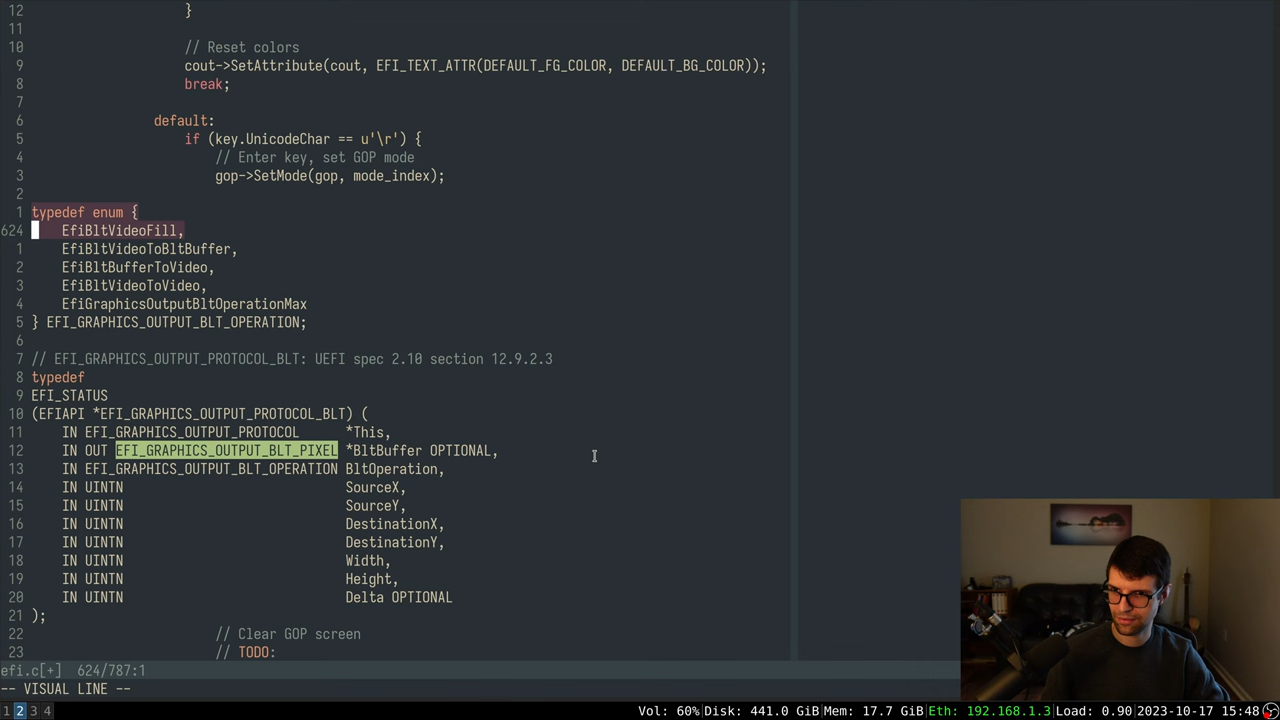 12                     }
11
10                     // Reset colors
9                     cout->SetAttribute(cout, EFI_TEXT_ATTR(DEFAULT_FG_COLOR, DEFAULT_BG_COLOR));
8                     break;
7
6                 default:
5                     if (key.UnicodeChar == u'\r') {
4                         // Enter key, set GOP mode
3                         gop->SetMode(gop, mode_index);
2
1 typedef enum {
624     EfiBltVideoFill,
1     EfiBltVideoToBltBuffer,
2     EfiBltBufferToVideo,
3     EfiBltVideoToVideo,
4     EfiGraphicsOutputBltOperationMax
5 } EFI_GRAPHICS_OUTPUT_BLT_OPERATION;
6
7 // EFI_GRAPHICS_OUTPUT_PROTOCOL_BLT: UEFI spec 2.10 section 12.9.2.3
8 typedef
9 EFI_STATUS
10 (EFIAPI *EFI_GRAPHICS_OUTPUT_PROTOCOL_BLT) (
11     IN EFI_GRAPHICS_OUTPUT_PROTOCOL      *This,
12     IN OUT EFI_GRAPHICS_OUTPUT_BLT_PIXEL *BltBuffer OPTIONAL,
13     IN EFI_GRAPHICS_OUTPUT_BLT_OPERATION BltOperation,
14     IN UINTN                             SourceX,
15     IN UINTN                             SourceY,
16     IN UINTN                             DestinationX,
17     IN UINTN                             DestinationY,
18     IN UINTN                             Width,
19     IN UINTN                             Height,
20     IN UINTN                             Delta OPTIONAL
21 );
22                         // Clear GOP screen
23                         // TODO:
efi.c[+]  624/787:1
-- VISUAL LINE --
1 2 3 4 Vol: 60%|Disk: 441.0 GiB|Mem: 17.7 GiB|Eth: 192.168.1.3|Load: 0.90|2023-10-17 15:48